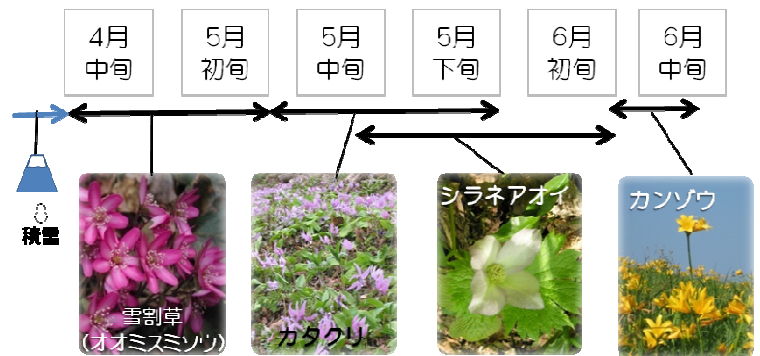 4月
中旬
5月
初旬
5月
中旬
5月
下旬
6月
初旬
6月
中旬
⇩
積雪
雪割草
(オオミスミソウ)
カタクリ
シラネアオイ
カンゾウ